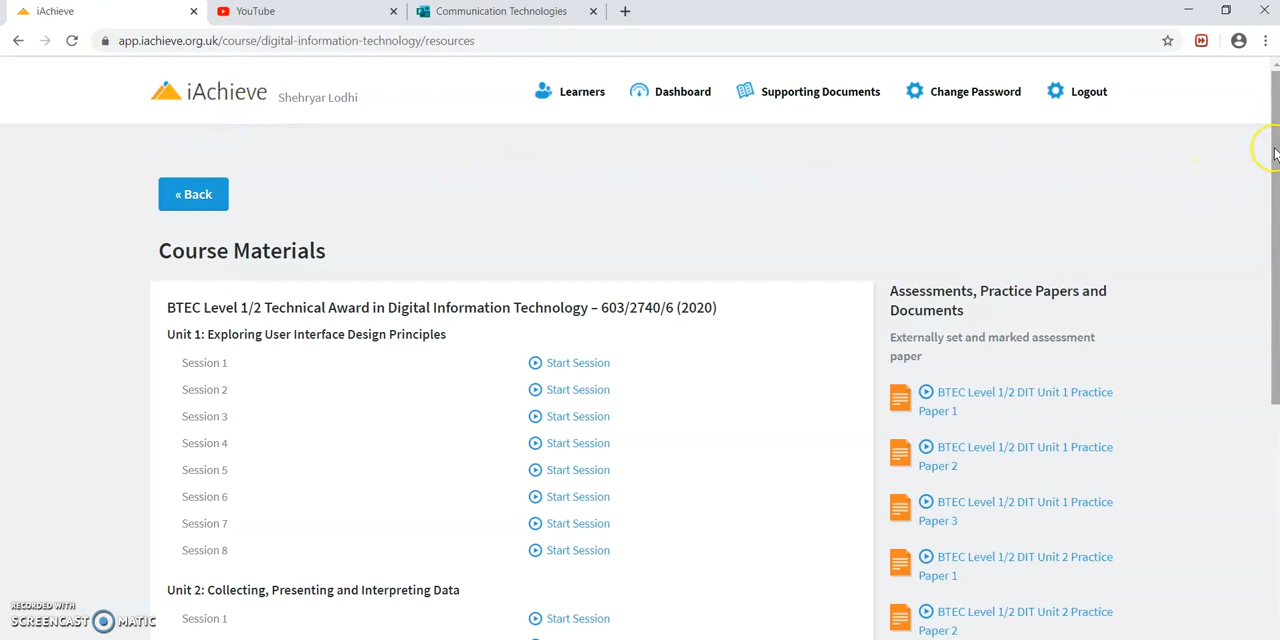 iAchieve
YouTube
Communication Technologies
app.iachieve.org.uk/course/digital-information-technology/resources
iAchieve Shehryar Lodhi
Learners Dashboard Supporting Documents Change Password Logout
« Back
Course Materials
BTEC Level 1/2 Technical Award in Digital Information Technology – 603/2740/6 (2020)
Unit 1: Exploring User Interface Design Principles
Session 1 Start Session
Session 2 Start Session
Session 3 Start Session
Session 4 Start Session
Session 5 Start Session
Session 6 Start Session
Session 7 Start Session
Session 8 Start Session
Unit 2: Collecting, Presenting and Interpreting Data
Session 1 Start Session
Assessments, Practice Papers and
Documents
Externally set and marked assessment
paper
BTEC Level 1/2 DIT Unit 1 Practice
Paper 1
BTEC Level 1/2 DIT Unit 1 Practice
Paper 2
BTEC Level 1/2 DIT Unit 1 Practice
Paper 3
BTEC Level 1/2 DIT Unit 2 Practice
Paper 1
BTEC Level 1/2 DIT Unit 2 Practice
Paper 2
RECORDED WITH
SCREENCAST MATIC